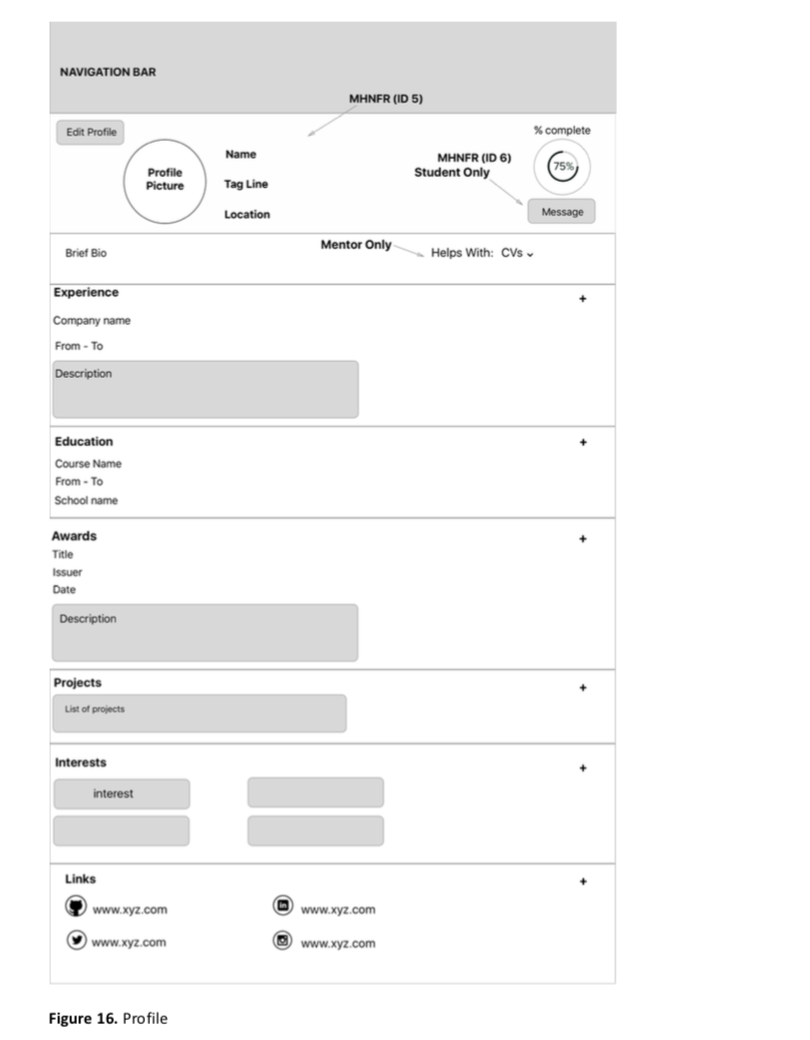 NAVIGATION BAR
MHNFR (ID 5)
Edit Profile
% complete
Profile
Picture
Name
Tag Line
Location
MHNFR (ID 6)
Student Only
75%
Message
Brief Bio
Mentor Only
Helps With: CVs
Experience
+
Company name
From - To
Description
Education
+
Course Name
From - To
School name
Awards
+
Title
Issuer
Date
Description
Projects
+
List of projects
Interests
+
interest
Links
+
www.xyz.com
in
www.xyz.com
www.xyz.com
www.xyz.com
Figure 16. Profile